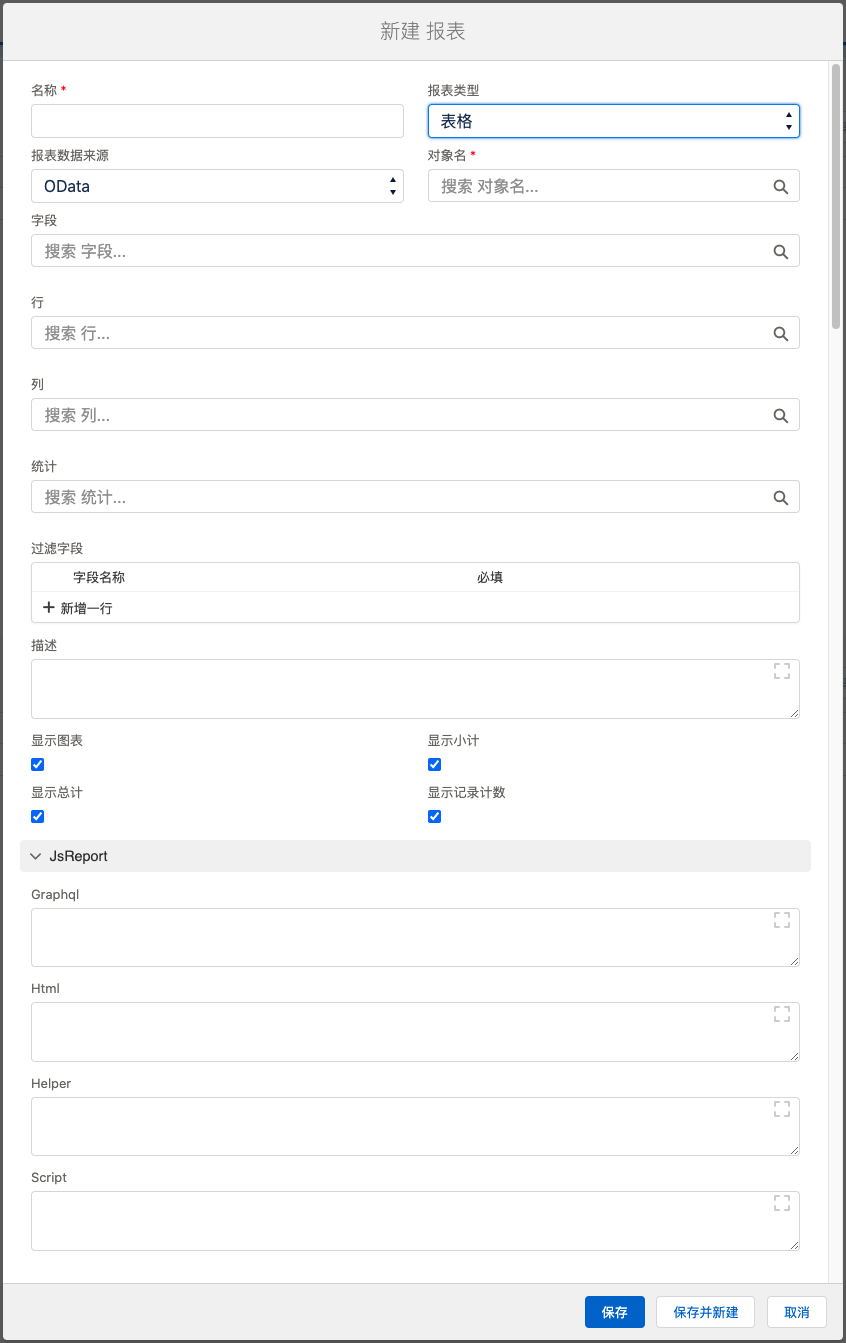 新建 报表
名称 *
报表类型
表格
报表数据来源
对象名 *
OData
搜索 对象名...
字段
搜索 字段...
行
搜索 行...
列
搜索 列...
统计
搜索 统计...
过滤字段
字段名称 必填
新增一行
描述
显示图表 显示小计
显示总计 显示记录计数
JsReport
Graphql
Html
Helper
Script
保存 保存并新建 取消